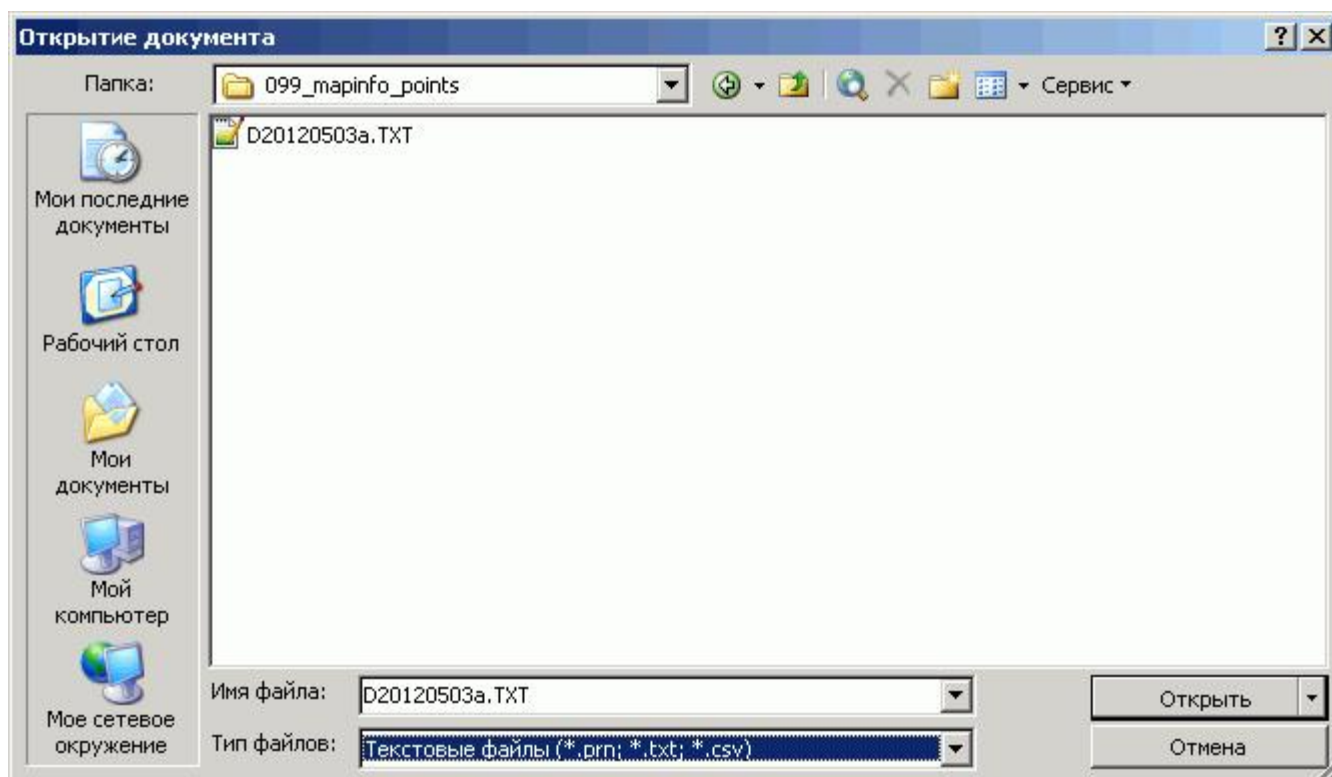 Открытие документа
Папка:
099_mapinfo_points
Сервис
D20120503a.TXT
Мои последние
документы
Рабочий стол
Мои
документы
Мой
компьютер
Мое сетевое
окружение
Имя файла:
D20120503a.TXT
Открыть
Тип файлов:
Текстовые файлы (*.prn; *.txt; *.csv)
Отмена